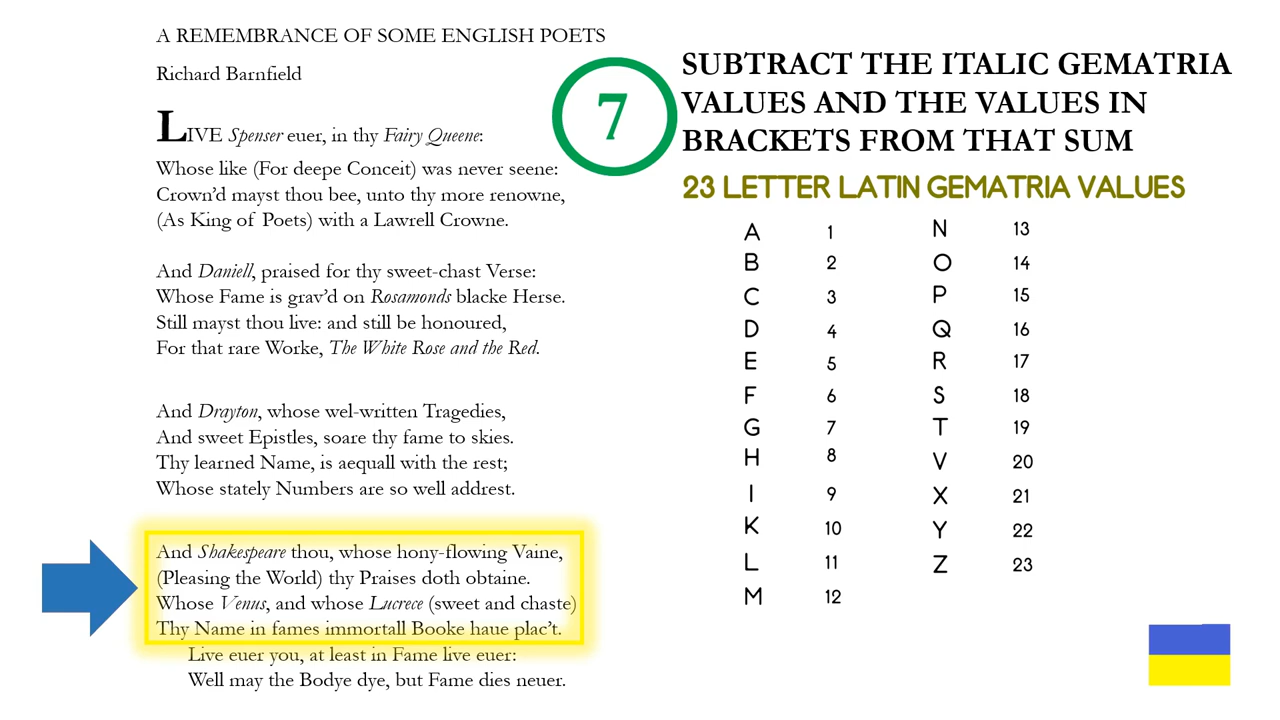 A REMEMBRANCE OF SOME ENGLISH POETS
Richard Barnfield
LIVE Spenser euer, in thy Fairy Queene:
Whose like (For deepe Conceit) was never seene:
Crown'd mayst thou bee, unto thy more renowne,
(As King of Poets) with a Lawrell Crowne.
And Daniell, praised for thy sweet-chast Verse:
Whose Fame is grav'd on Rosamonds blacke Herse.
Still mayst thou live: and still be honoured,
For that rare Worke, The White Rose and the Red.
And Drayton, whose wel-written Tragedies,
And sweet Epistles, soare thy fame to skies.
Thy learned Name, is aequall with the rest;
Whose stately Numbers are so well addrest.
And Shakespeare thou, whose hony-flowing Vaine,
(Pleasing the World) thy Praises doth obtaine.
Whose Venus, and whose Lucrece (sweet and chaste)
Thy Name in fames immortall Booke haue plac't.
Live euer you, at least in Fame live euer:
Well may the Bodye dye, but Fame dies neuer.
7
SUBTRACT THE ITALIC GEMATRIA
VALUES AND THE VALUES IN
BRACKETS FROM THAT SUM
23 LETTER LATIN GEMATRIA VALUES
A 1 N 13
B 2 O 14
C 3 P 15
D 4 Q 16
E 5 R 17
F 6 S 18
G 7 T 19
H 8 V 20
I 9 X 21
K 10 Y 22
L 11 Z 23
M 12